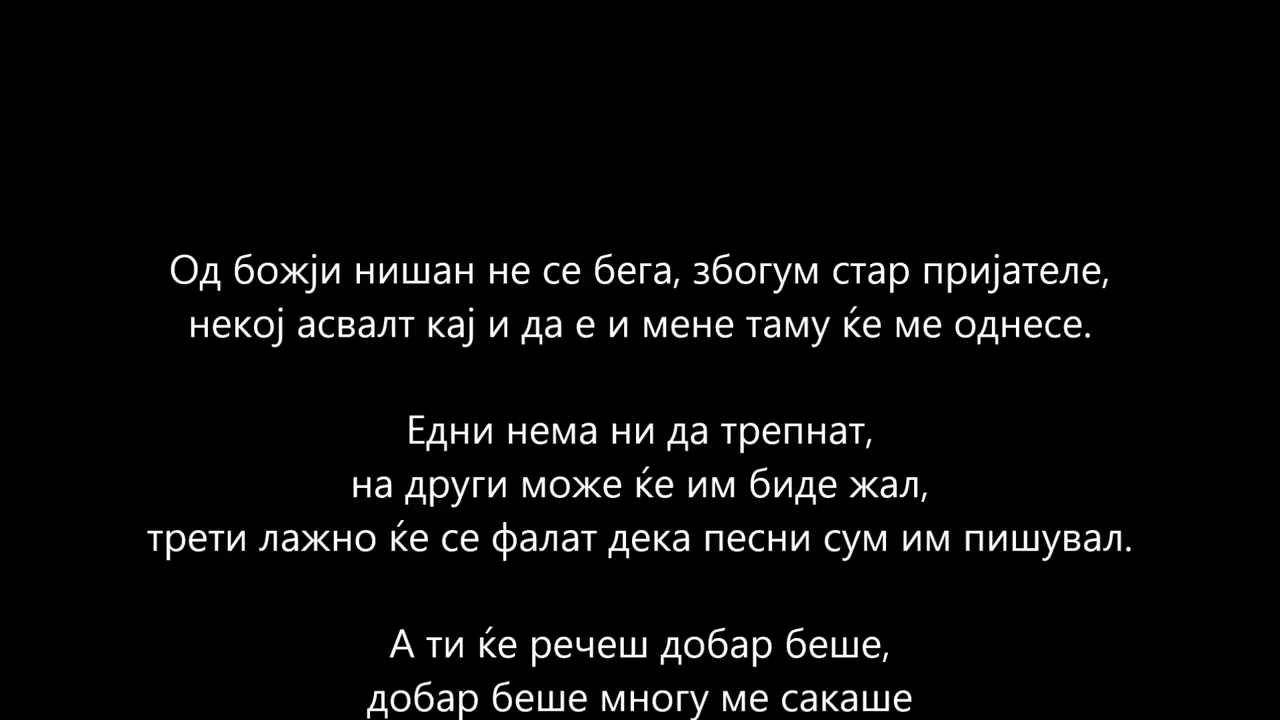 Од божји нишан не се бега, збогум стар пријателе,
некој асвалт кај и да е и мене таму ќе ме однесе.
Едни нема ни да трепнат,
на други може ќе им биде жал,
трети лажно ќе се фалат дека песни сум им пишувал.
А ти ќе речеш добар беше,
добар беше многу ме сакаше